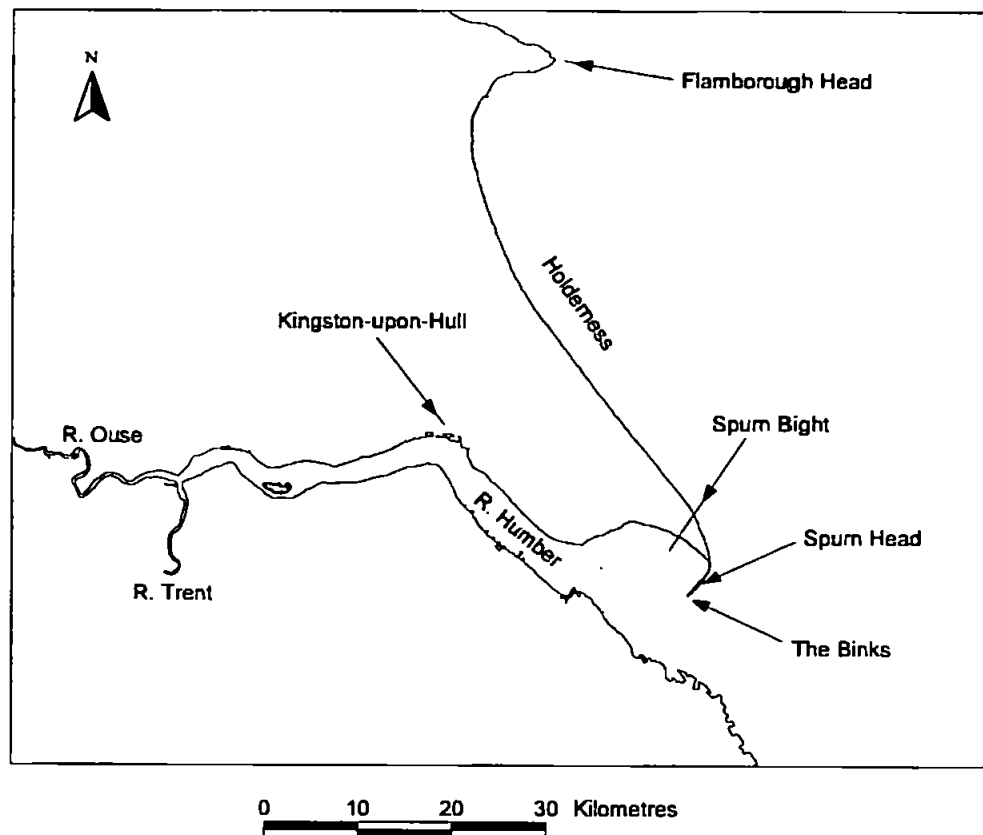 N
Flamborough Head
Holderness
Kingston-upon-Hull
R. Ouse
Spurn Bight
R. Humber
Spurn Head
R. Trent
The Binks
0 10 20 30 Kilometres